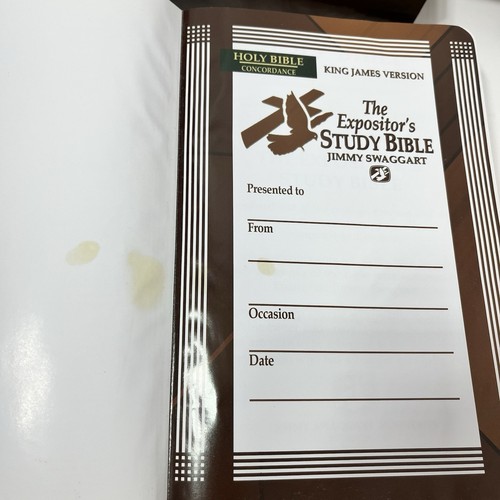 HOLY BIBLE
CONCORDANCE
KING JAMES VERSION
The
Expositor's
STUDY BIBLE
JIMMY SWAGGART
Presented to
From
Occasion
Date